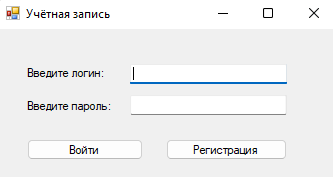 Учётная запись
Введите логин:
Введите пароль:
Войти Регистрация